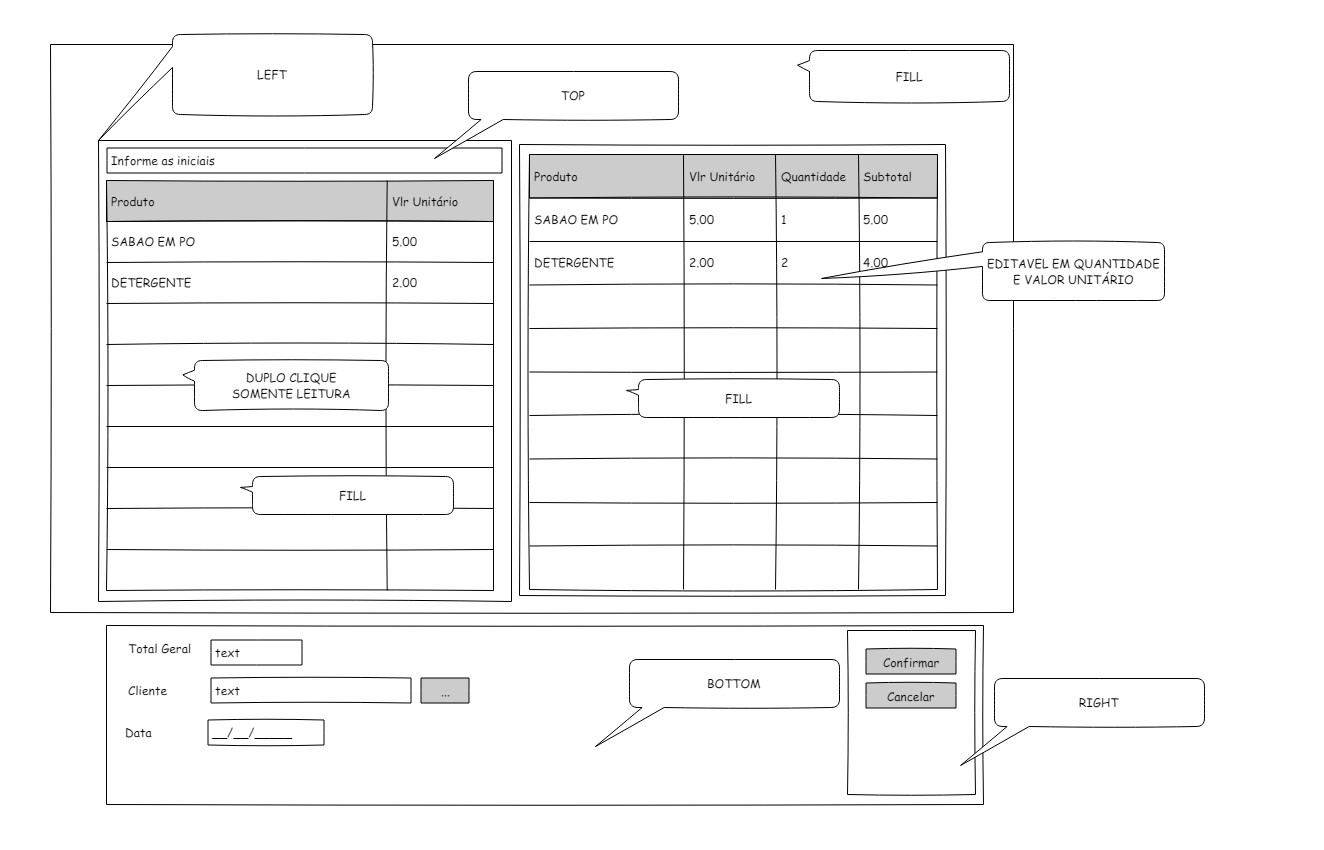 LEFT
FILL
TOP
Informe as iniciais
Produto Vlr Unitário
SABAO EM PO 5.00
DETERGENTE 2.00
DUPLO CLIQUE
SOMENTE LEITURA
FILL
Produto Vlr Unitário Quantidade Subtotal
SABAO EM PO 5.00 1 5.00
DETERGENTE 2.00 2 4.00
EDITAVEL EM QUANTIDADE
E VALOR UNITÁRIO
FILL
Total Geral text
Cliente text ...
Data __/__/_____
BOTTOM
Confirmar
Cancelar
RIGHT